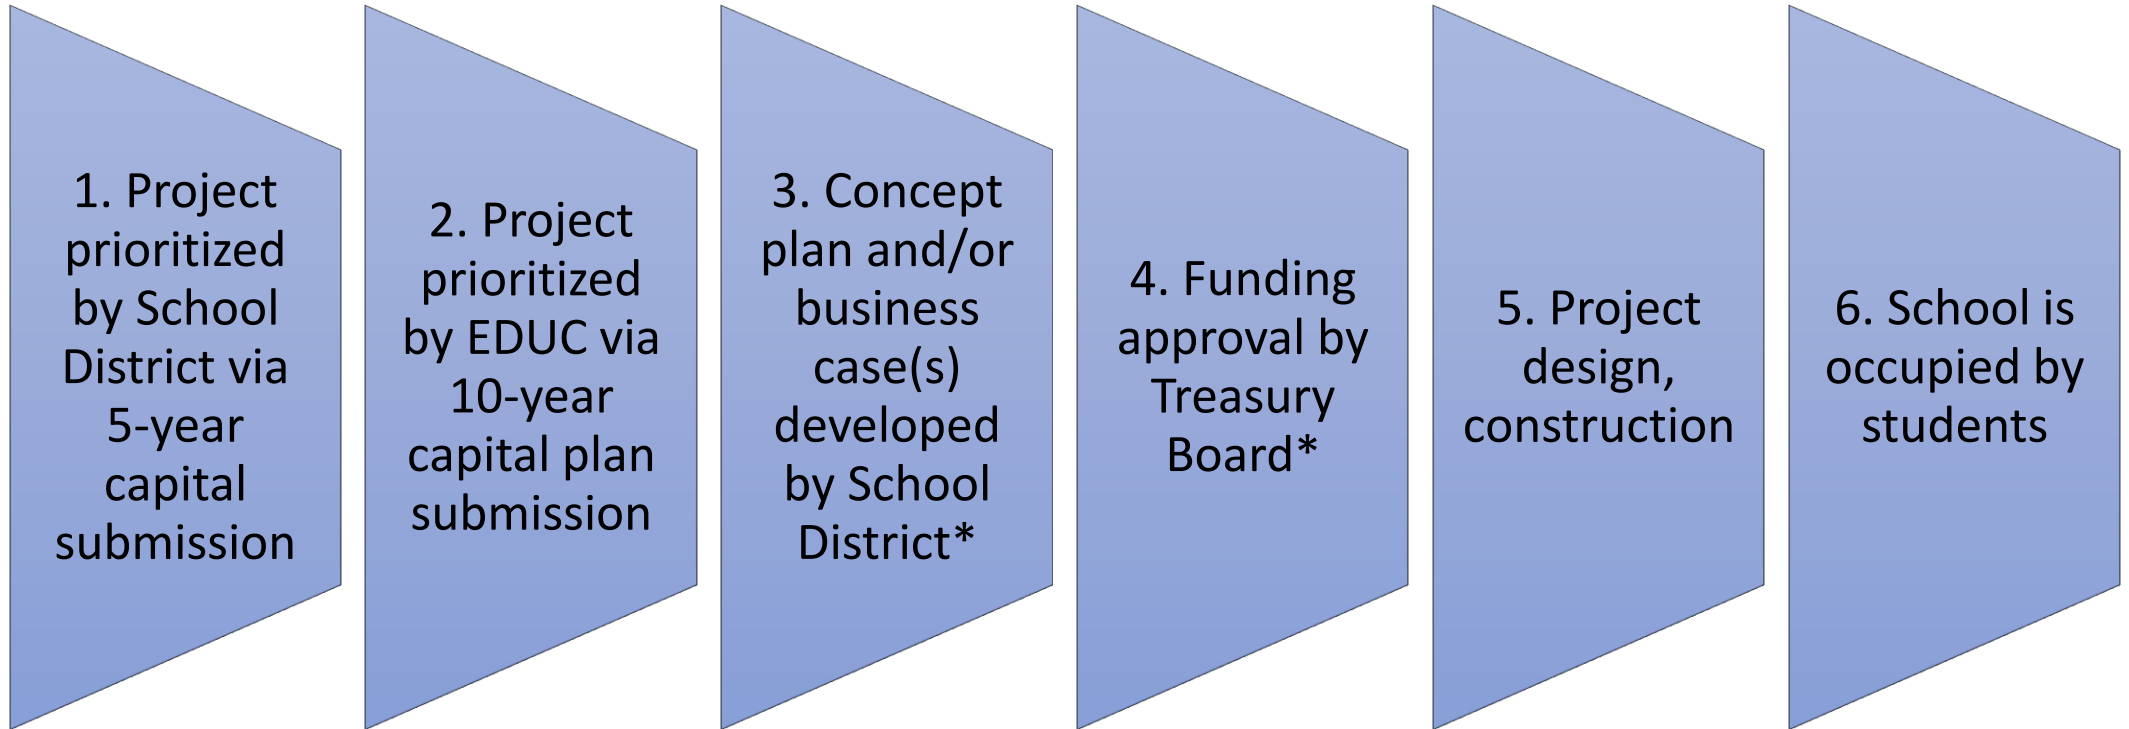 1. Project
prioritized
by School
District via
5-year
capital
submission
2. Project
prioritized
by EDUC via
10-year
capital plan
submission
3. Concept
plan and/or
business
case(s)
developed
by School
District*
4. Funding
approval by
Treasury
Board*
5. Project
design,
construction
6. School is
occupied by
students